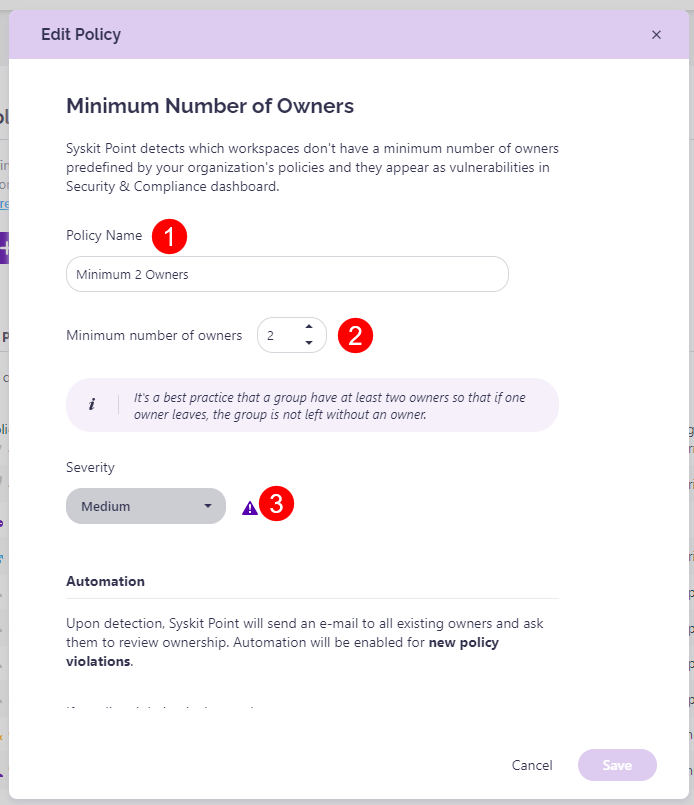 Edit Policy
×
Minimum Number of Owners
Syskit Point detects which workspaces don't have a minimum number of owners
predefined by your organization's policies and they appear as vulnerabilities in
Security & Compliance dashboard.
Policy Name 1
Minimum 2 Owners
Minimum number of owners 2 2
i It's a best practice that a group have at least two owners so that if one
owner leaves, the group is not left without an owner.
Severity
Medium 3
Automation
Upon detection, Syskit Point will send an e-mail to all existing owners and ask
them to review ownership. Automation will be enabled for new policy
violations.
Cancel Save